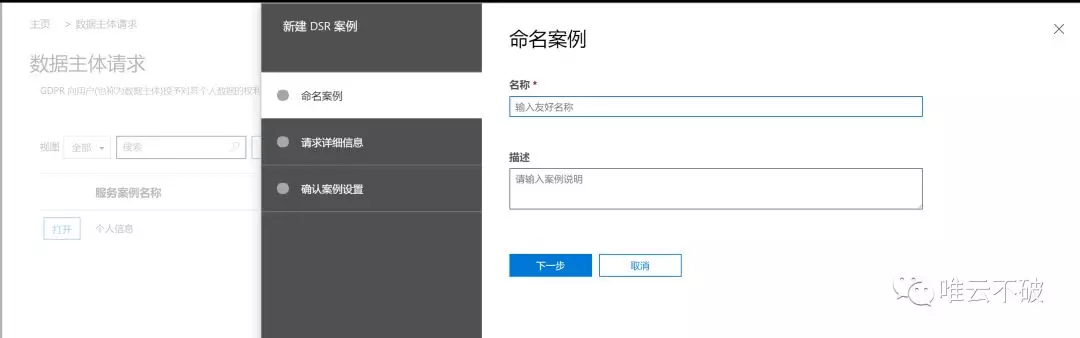 主页 > 数据主体请求
数据主体请求
GDPR 向用户(也称为数据主体)授予对其个人数据的权利
视图 全部 搜索
服务案例名称
打开 个人信息
新建 DSR 案例
命名案例
请求详细信息
确认案例设置
命名案例
名称 *
输入友好名称
描述
请输入案例说明
下一步 取消
唯云不破